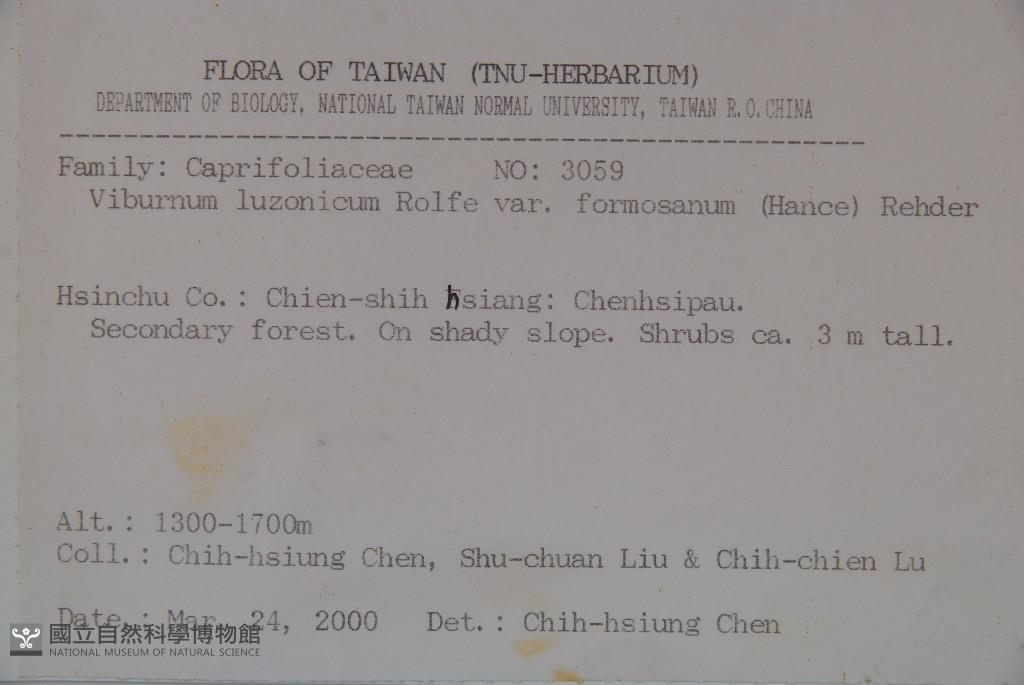 FLORA OF TAIWAN (TNU-HERBARIUM)
DEPARTMENT OF BIOLOGY, NATIONAL TAIWAN NORMAL UNIVERSITY, TAIWAN R.O.CHINA
--------------------------------------------------
Family: Caprifoliaceae NO: 3059
Viburnum luzonicum Rolfe var. formosanum (Hance) Rehder
Hsinchu Co.: Chien-shih hsiang: Chenhsipau.
Secondary forest. On shady slope. Shrubs ca. 3 m tall.
Alt.: 1300-1700m
Coll.: Chih-hsiung Chen, Shu-chuan Liu & Chih-chien Lu
Date.: Mar. 24, 2000 Det.: Chih-hsiung Chen
國立自然科學博物館
NATIONAL MUSEUM OF NATURAL SCIENCE